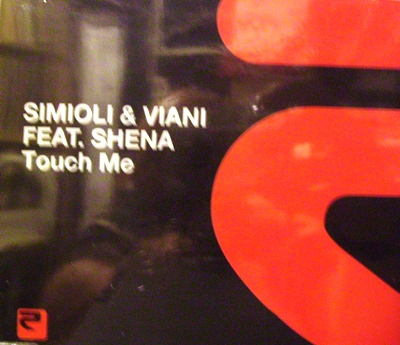 SIMIOLI & VIANI
FEAT. SHENA
Touch Me